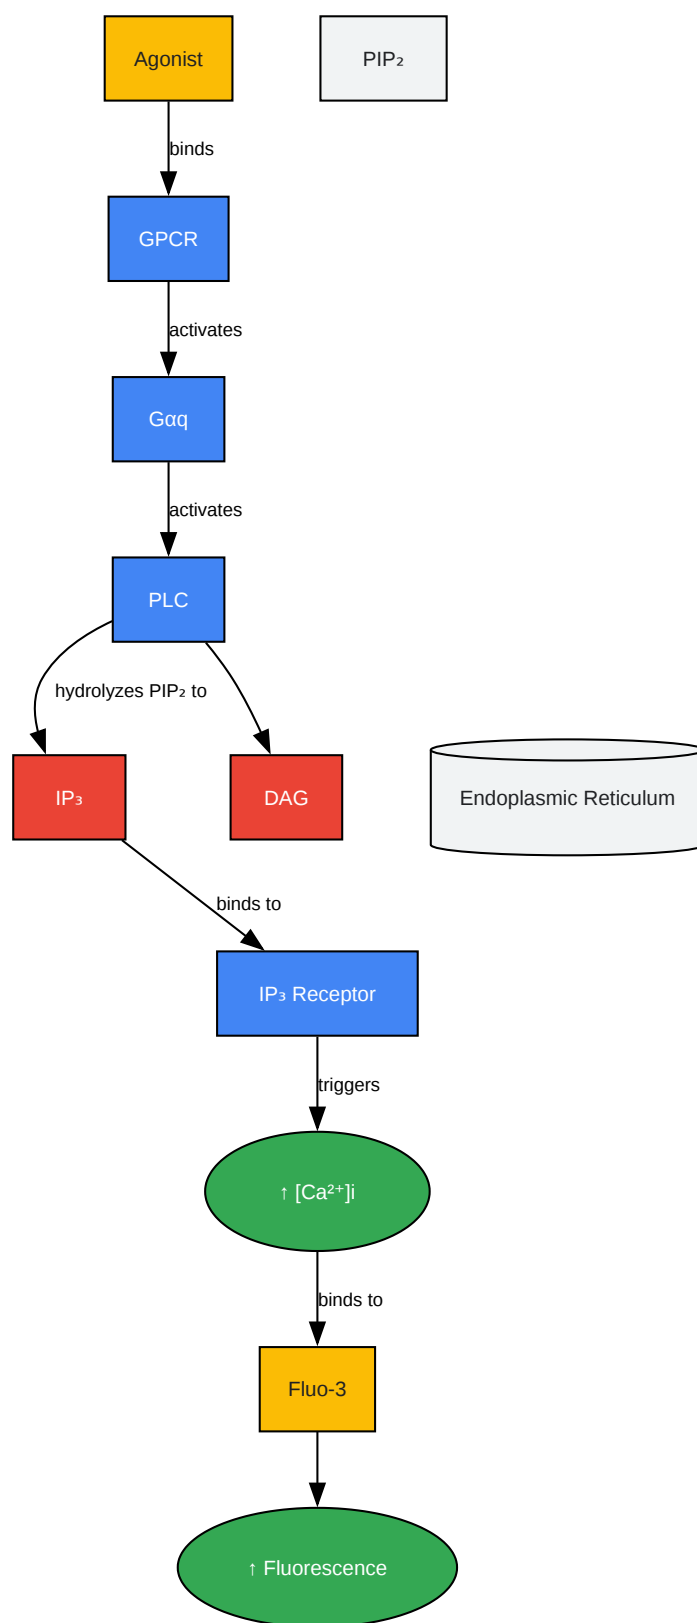 Agonist
PIP₂
binds
GPCR
activates
Gαq
activates
PLC
hydrolyzes PIP₂ to
IP₃
DAG
Endoplasmic Reticulum
binds to
IP₃ Receptor
triggers
↑ [Ca²⁺]i
binds to
Fluo-3
↑ Fluorescence